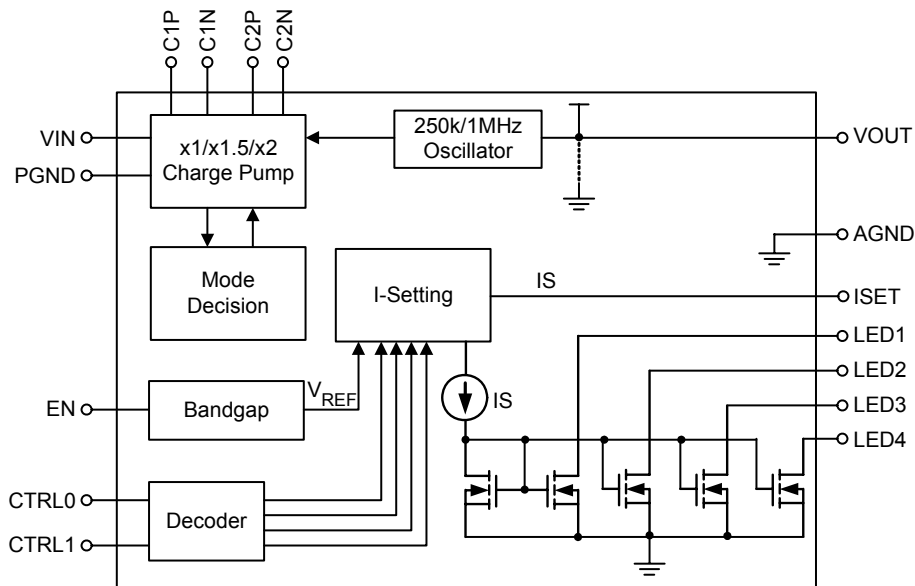 C1P
C1N
C2P
C2N
VIN
PGND
x1/x1.5/x2
Charge Pump
250k/1MHz
Oscillator
VOUT
AGND
Mode
Decision
I-Setting
IS
ISET
LED1
LED2
LED3
LED4
EN
Bandgap
VREF
IS
CTRL0
CTRL1
Decoder